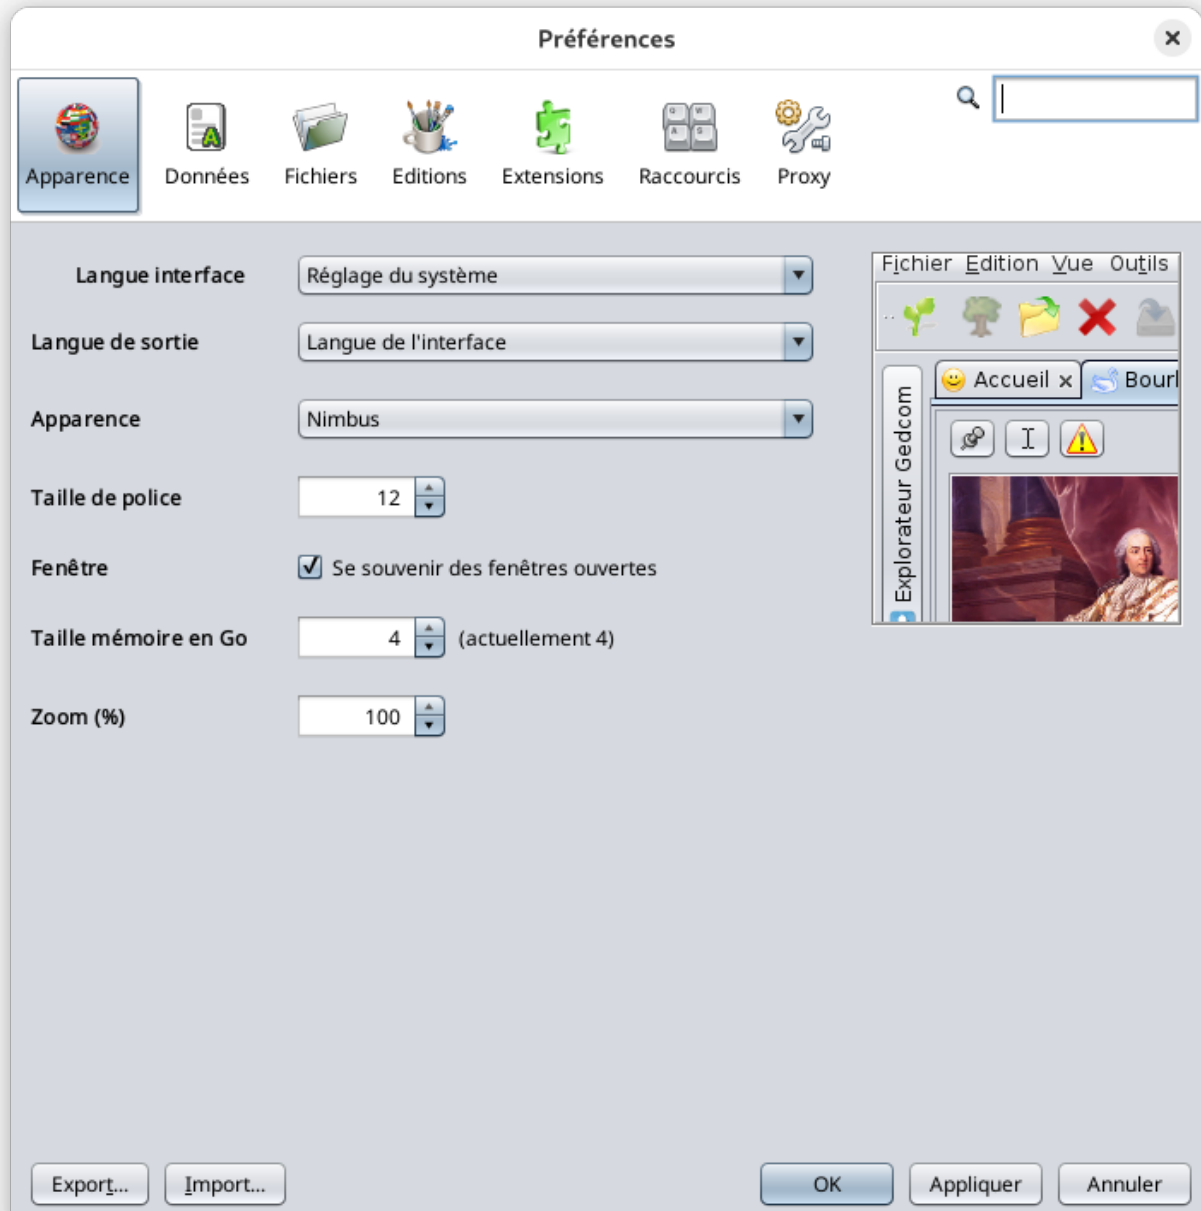 Préférences
Apparence
Données
Fichiers
Editions
Extensions
Raccourcis
Proxy
Langue interface
Réglage du système
Langue de sortie
Langue de l'interface
Apparence
Nimbus
Taille de police
12
Fenêtre
Se souvenir des fenêtres ouvertes
Taille mémoire en Go
4
(actuellement 4)
Zoom (%)
100
Fichier Edition Vue Outils
Accueil
Bourl
Explorateur Gedcom
Export...
Import...
OK
Appliquer
Annuler